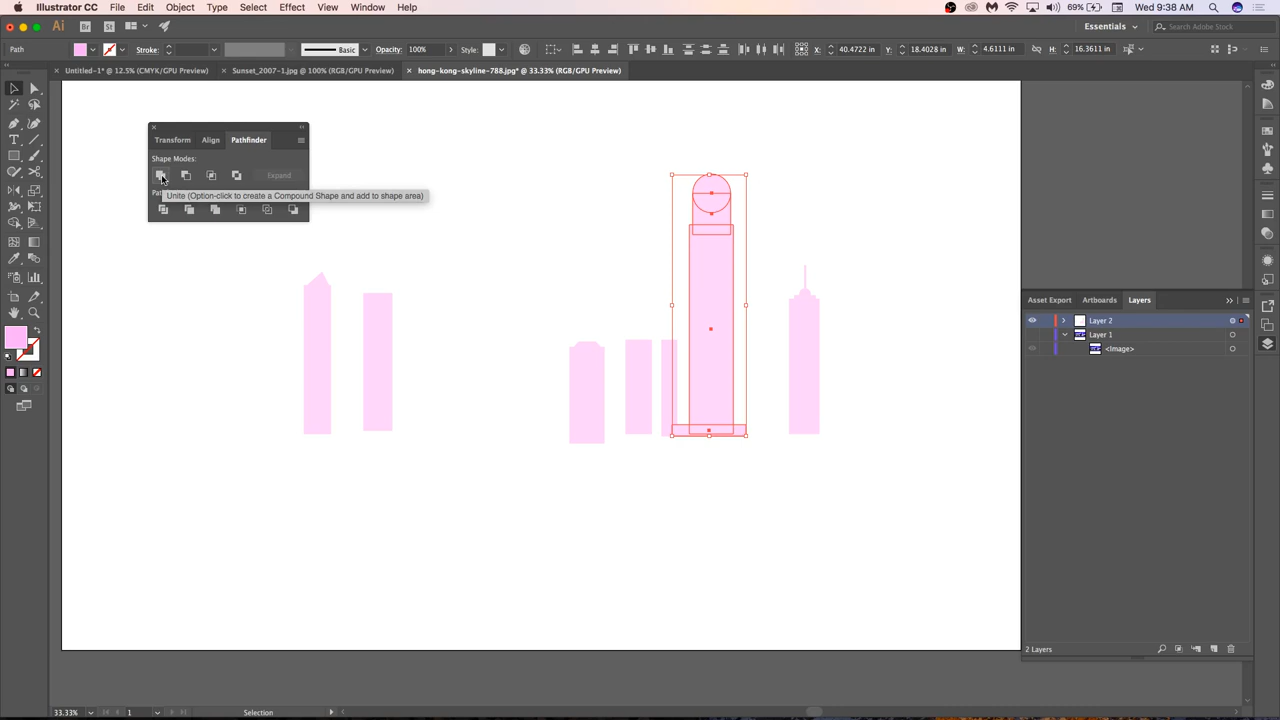 Illustrator CC File Edit Object Type Select Effect View Window Help 69% Wed 9:38 AM
Ai Br St Essentials Search Adobe Stock
Path Stroke: Basic Opacity: 100% Style: X: 40.4722 in Y: 18.4028 in W: 4.6111 in H: 16.3611 in
× Untitled-1* @ 12.5% (CMYK/GPU Preview) × Sunset_2007-1.jpg @ 100% (RGB/GPU Preview) × hong-kong-skyline-788.jpg* @ 33.33% (RGB/GPU Preview)
Transform Align Pathfinder
Shape Modes:
Expand
Unite (Option-click to create a Compound Shape and add to shape area)
Asset Export Artboards Layers
Layer 2
Layer 1
<Image>
2 Layers
33.33% 1 Selection